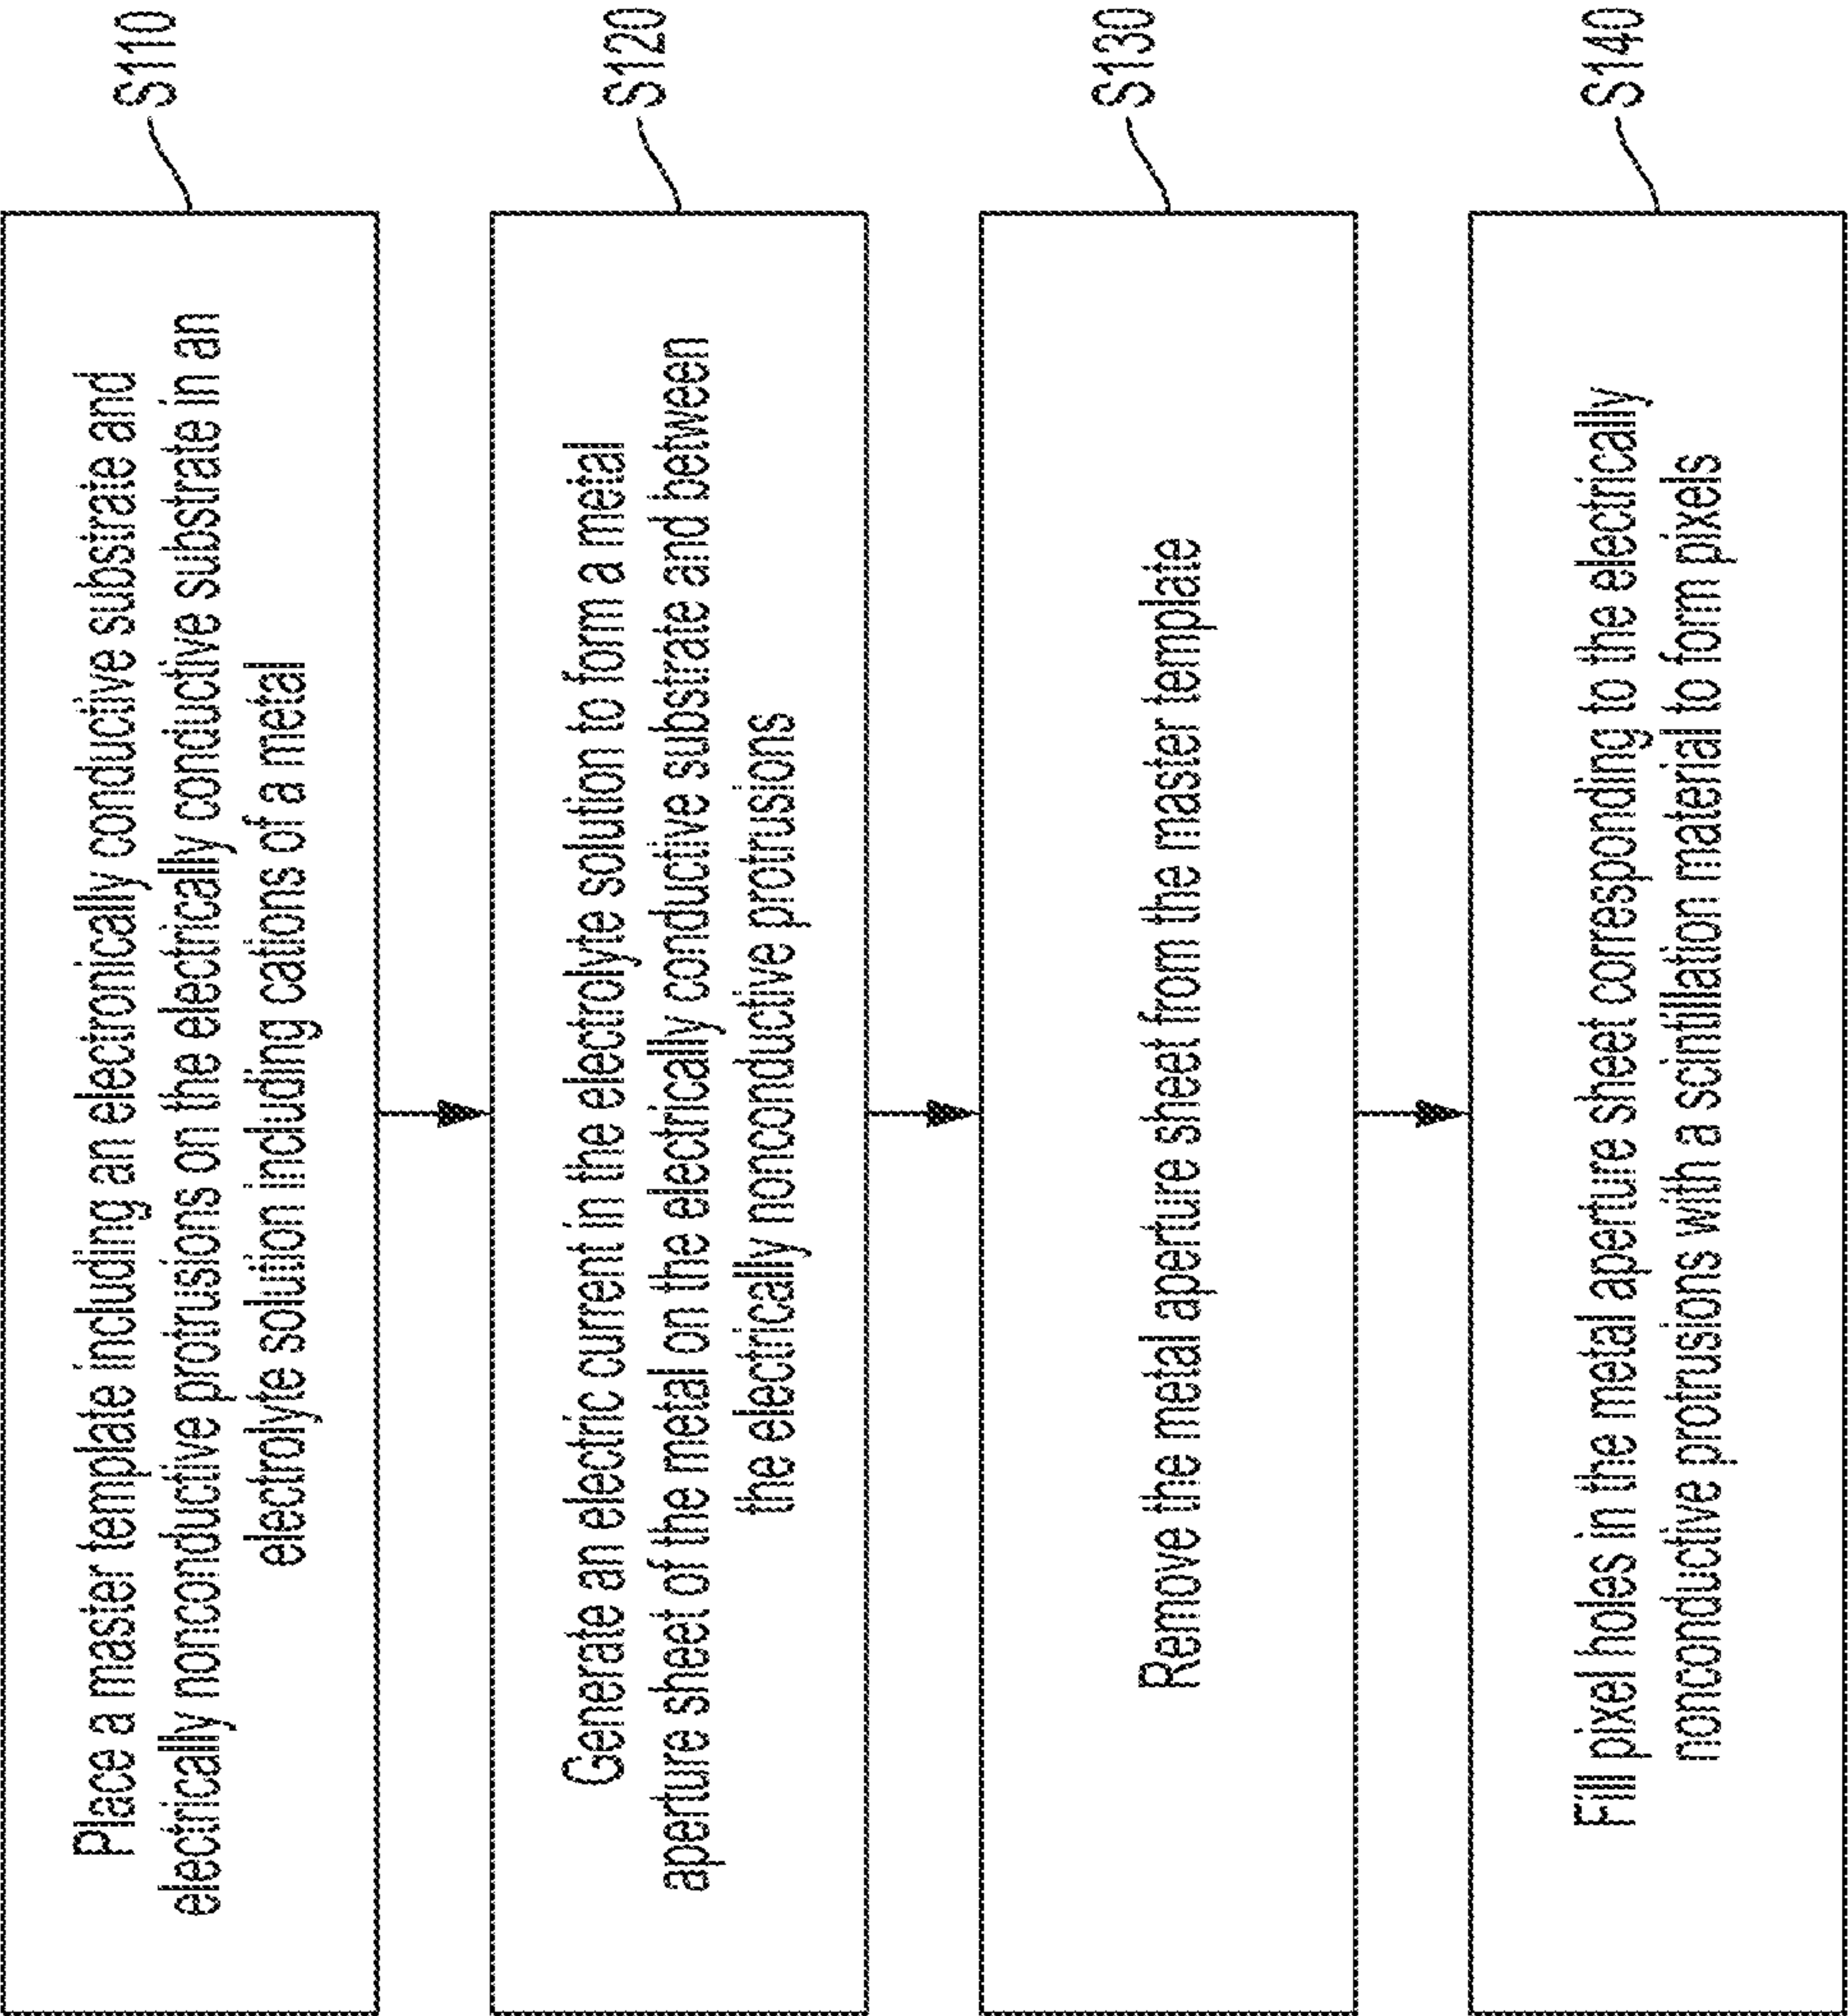 Place a master template including an electronically conductive substrate and
electrically nonconductive protrusions on the electrically conductive substrate in an
electrolyte solution including cations of a metal
S110
Generate an electric current in the electrolyte solution to form a metal
aperture sheet of the metal on the electrically conductive substrate and between
the electrically nonconductive protrusions
S120
Remove the metal aperture sheet from the master template
S130
Fill pixel holes in the metal aperture sheet corresponding to the electrically
nonconductive protrusions with a scintillation material to form pixels
S140